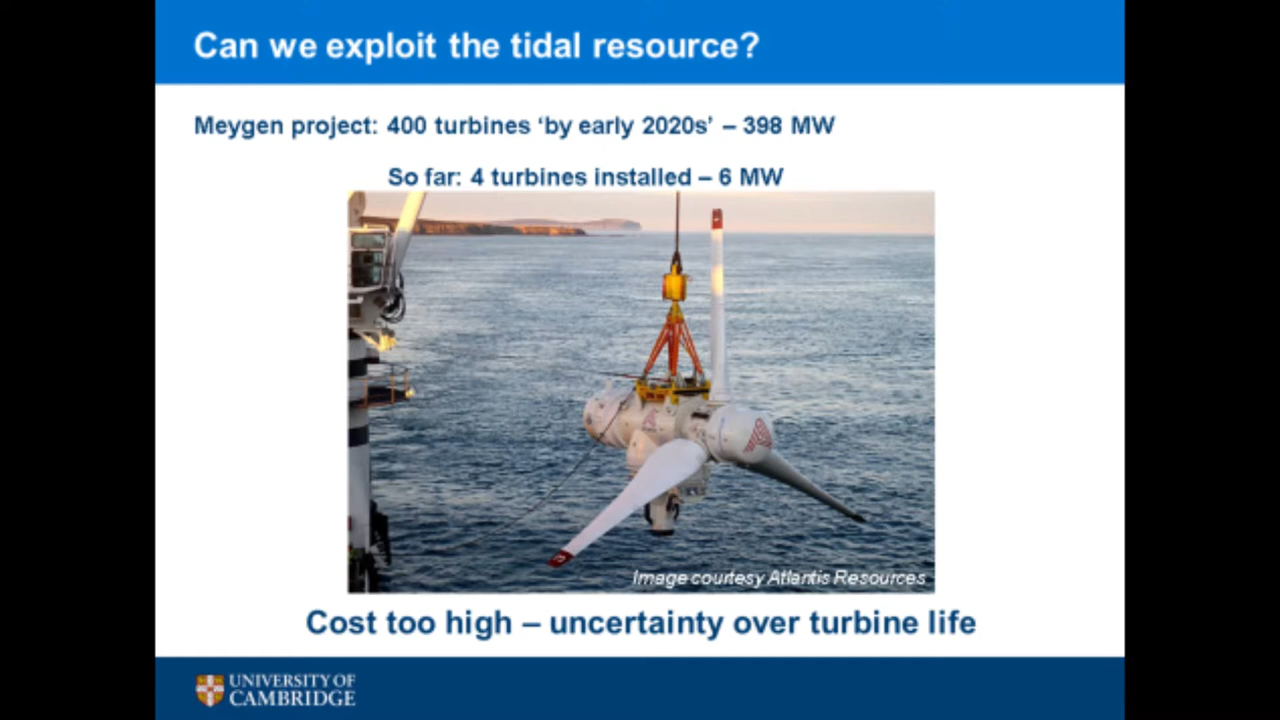 Can we exploit the tidal resource?
Meygen project: 400 turbines ‘by early 2020s’ – 398 MW
So far: 4 turbines installed – 6 MW
Image courtesy Atlantis Resources
Cost too high – uncertainty over turbine life
UNIVERSITY OF
CAMBRIDGE